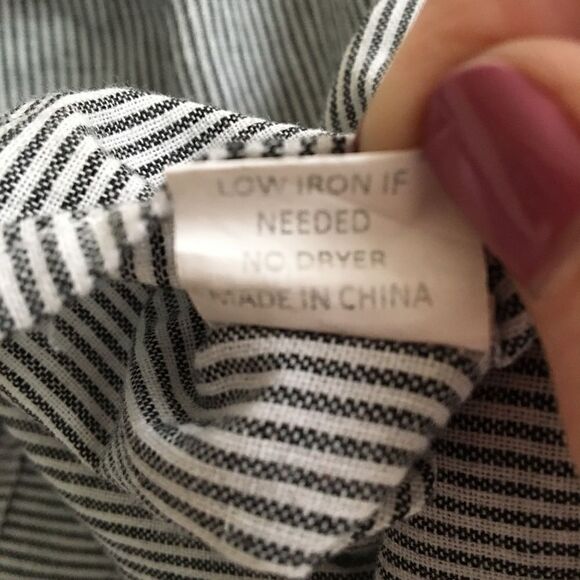 LOW IRON IF
NEEDED
NO DRYER
MADE IN CHINA